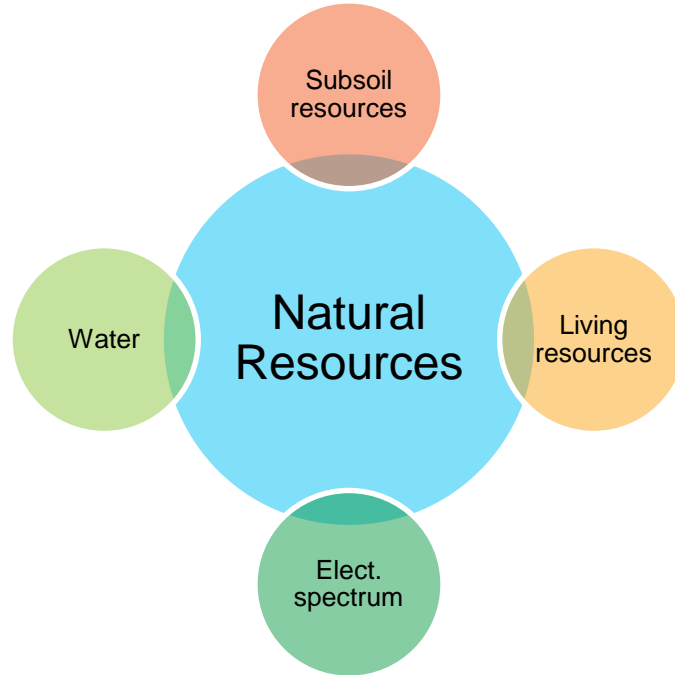 Subsoil
resources
Natural
Resources
Water
Living
resources
Elect.
spectrum